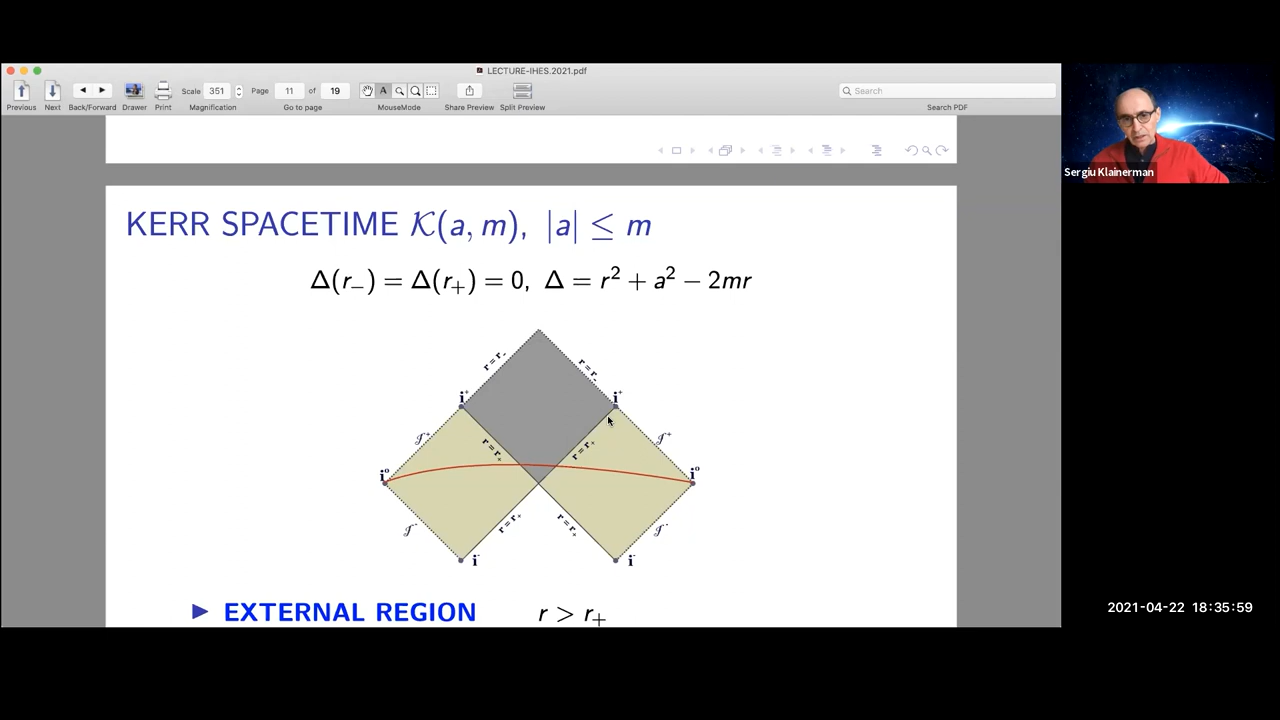 LECTURE-IHES.2021.pdf
Scale 351 Page 11 of 19 Search
Previous Next Back/Forward Drawer Print Magnification Go to page MouseMode Share Preview Split Preview Search PDF
Sergiu Klainerman
KERR SPACETIME 𝒦(a, m), |a| ≤ m
Δ(r₋) = Δ(r₊) = 0, Δ = r² + a² − 2mr
r = r₋ r = r₋
i⁺ i⁺
𝓘⁺ r = r₊ r = r₊ 𝓘⁺
i⁰ i⁰
𝓘⁻ r = r₊ r = r₊ 𝓘⁻
i⁻ i⁻
▶ EXTERNAL REGION r > r₊
2021-04-22 18:35:59